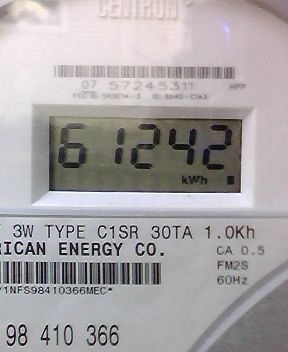 CENTRON®
07 57245311 HPP
61242
kWh
3W TYPE C1SR 30TA 1.0Kh
RICAN ENERGY CO. CA 0.5
FM2S
1NFS98410366MEC* 60Hz
98 410 366